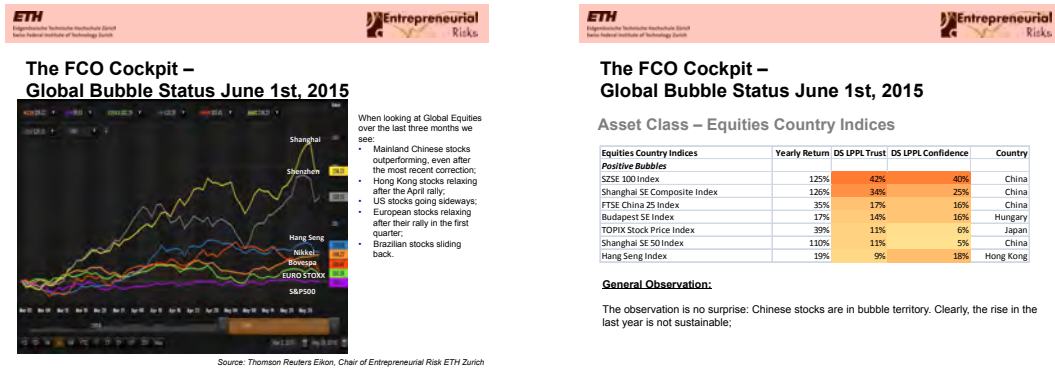 ETH
Eidgenössische Technische Hochschule Zürich
Swiss Federal Institute of Technology Zurich
Entrepreneurial
Risks
The FCO Cockpit –
Global Bubble Status June 1st, 2015
Shanghai
Shenzhen
Hang Seng
Nikkei
Bovespa
EURO STOXX
S&P500
When looking at Global Equities
over the last three months we
see:
• Mainland Chinese stocks
outperforming, even after
the most recent correction;
• Hong Kong stocks relaxing
after the April rally;
• US stocks going sideways;
• European stocks relaxing
after their rally in the first
quarter;
• Brazilian stocks sliding
back.
Source: Thomson Reuters Eikon, Chair of Entrepreneurial Risk ETH Zurich
ETH
Eidgenössische Technische Hochschule Zürich
Swiss Federal Institute of Technology Zurich
Entrepreneurial
Risks
The FCO Cockpit –
Global Bubble Status June 1st, 2015
Asset Class – Equities Country Indices
Equities Country Indices Yearly Return DS LPPL Trust DS LPPL Confidence Country
Positive Bubbles
SZSE 100 Index 125% 42% 40% China
Shanghai SE Composite Index 126% 34% 25% China
FTSE China 25 Index 35% 17% 16% China
Budapest SE Index 17% 14% 16% Hungary
TOPIX Stock Price Index 39% 11% 6% Japan
Shanghai SE 50 Index 110% 11% 5% China
Hang Seng Index 19% 9% 18% Hong Kong
General Observation:
The observation is no surprise: Chinese stocks are in bubble territory. Clearly, the rise in the
last year is not sustainable;